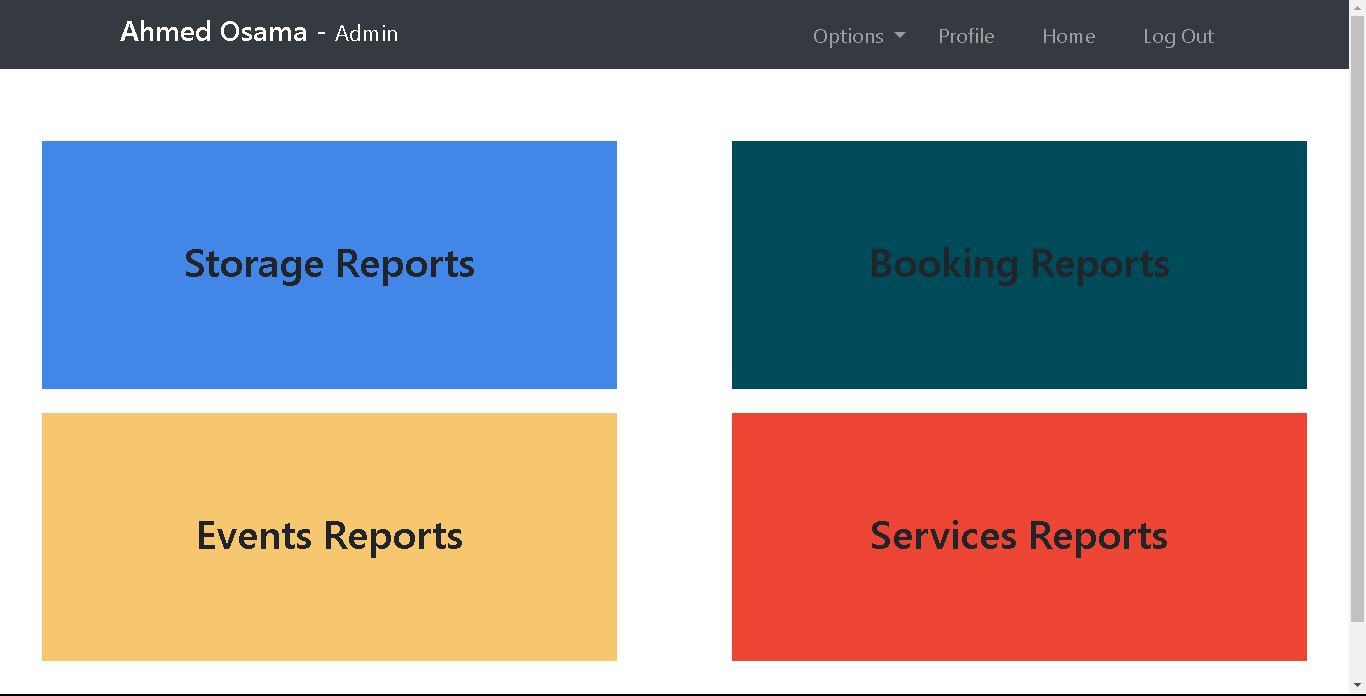 Ahmed Osama - Admin
Options Profile Home Log Out
Storage Reports
Booking Reports
Events Reports
Services Reports